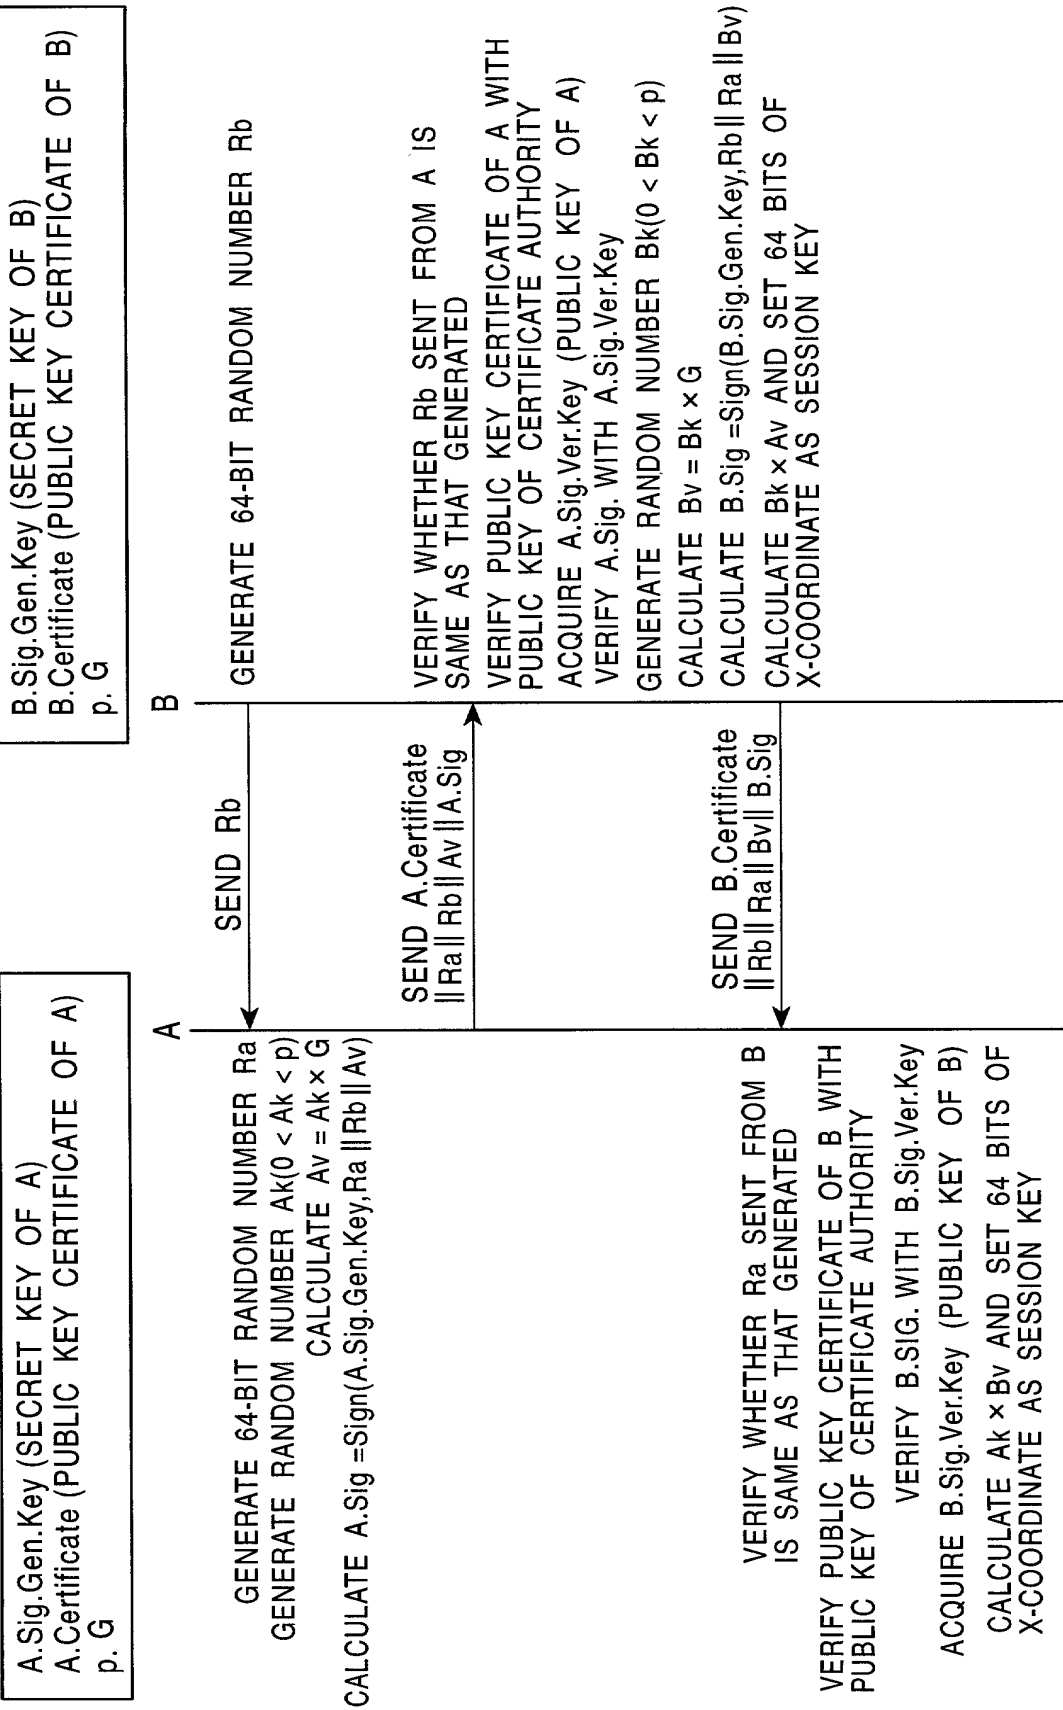 A.Sig.Gen.Key (SECRET KEY OF A)
A.Certificate (PUBLIC KEY CERTIFICATE OF A)
p. G
B.Sig.Gen.Key (SECRET KEY OF B)
B.Certificate (PUBLIC KEY CERTIFICATE OF B)
p. G
A
B
SEND Rb
GENERATE 64-BIT RANDOM NUMBER Rb
GENERATE 64-BIT RANDOM NUMBER Ra
GENERATE RANDOM NUMBER Ak(0 < Ak < p)
CALCULATE Av = Ak × G
CALCULATE A.Sig =Sign(A.Sig.Gen.Key,Ra || Rb || Av)
SEND A.Certificate
|| Ra || Rb || Av || A.Sig
VERIFY WHETHER Rb SENT FROM A IS
SAME AS THAT GENERATED
VERIFY PUBLIC KEY CERTIFICATE OF A WITH
PUBLIC KEY OF CERTIFICATE AUTHORITY
ACQUIRE A.Sig.Ver.Key (PUBLIC KEY OF A)
VERIFY A.Sig. WITH A.Sig.Ver.Key
GENERATE RANDOM NUMBER Bk(0 < Bk < p)
CALCULATE Bv = Bk × G
CALCULATE B.Sig =Sign(B.Sig.Gen.Key,Rb || Ra || Bv)
CALCULATE Bk × Av AND SET 64 BITS OF
X-COORDINATE AS SESSION KEY
SEND B.Certificate
|| Rb || Ra || Bv || B.Sig
VERIFY WHETHER Ra SENT FROM B
IS SAME AS THAT GENERATED
VERIFY PUBLIC KEY CERTIFICATE OF B WITH
PUBLIC KEY OF CERTIFICATE AUTHORITY
VERIFY B.SIG. WITH B.Sig.Ver.Key
ACQUIRE B.Sig.Ver.Key (PUBLIC KEY OF B)
CALCULATE Ak × Bv AND SET 64 BITS OF
X-COORDINATE AS SESSION KEY